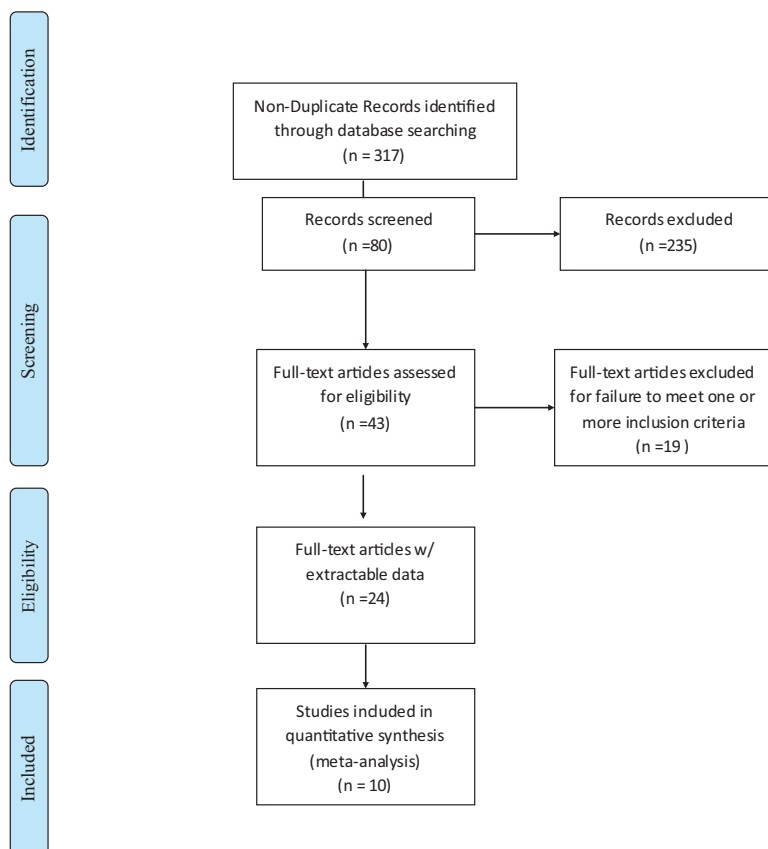 Identification
Non-Duplicate Records identified
through database searching
(n = 317)
Screening
Records screened
(n =80)
Records excluded
(n =235)
Full-text articles assessed
for eligibility
(n =43)
Full-text articles excluded
for failure to meet one or
more inclusion criteria
(n =19 )
Eligibility
Full-text articles w/
extractable data
(n =24)
Included
Studies included in
quantitative synthesis
(meta-analysis)
(n = 10)